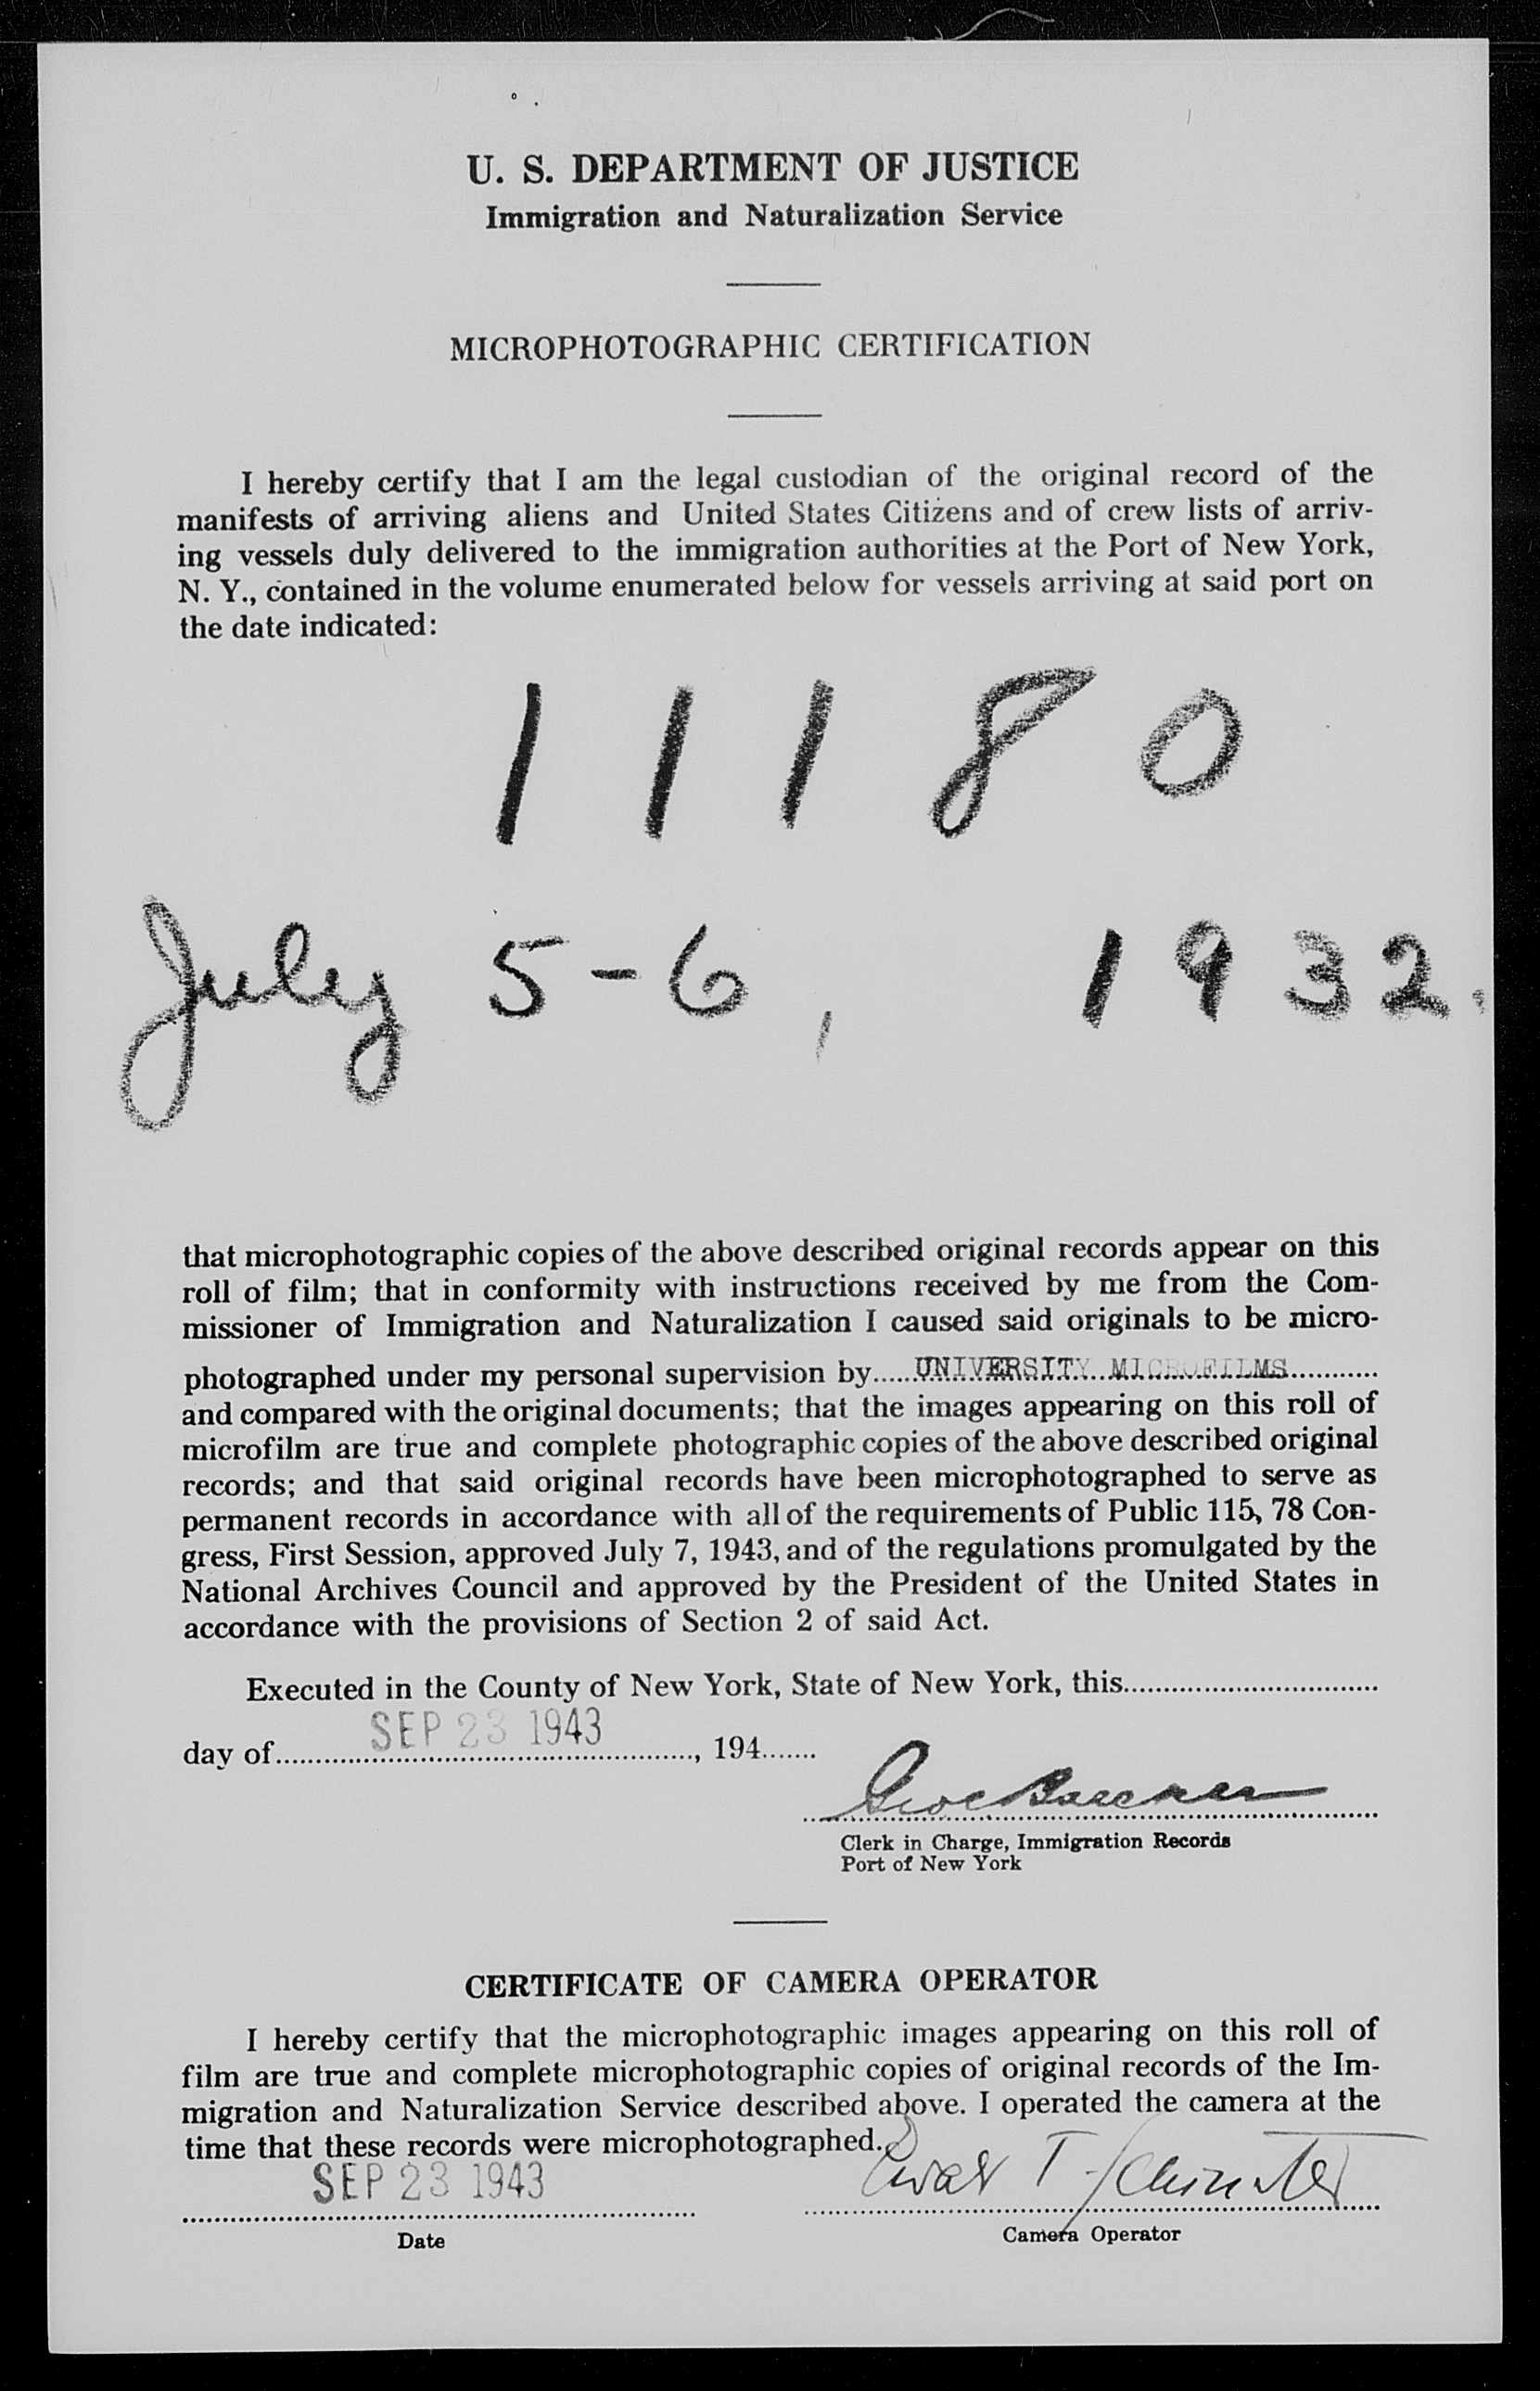 U. S. DEPARTMENT OF JUSTICE
Immigration and Naturalization Service
MICROPHOTOGRAPHIC CERTIFICATION
I hereby certify that I am the legal custodian of the original record of the
manifests of arriving aliens and United States Citizens and of crew lists of arriv-
ing vessels duly delivered to the immigration authorities at the Port of New York,
N. Y., contained in the volume enumerated below for vessels arriving at said port on
the date indicated:
11180
July 5-6, 1932.
that microphotographic copies of the above described original records appear on this
roll of film; that in conformity with instructions received by me from the Com-
missioner of Immigration and Naturalization I caused said originals to be micro-
photographed under my personal supervision by UNIVERSITY MICROFILMS
and compared with the original documents; that the images appearing on this roll of
microfilm are true and complete photographic copies of the above described original
records; and that said original records have been microphotographed to serve as
permanent records in accordance with all of the requirements of Public 115, 78 Con-
gress, First Session, approved July 7, 1943, and of the regulations promulgated by the
National Archives Council and approved by the President of the United States in
accordance with the provisions of Section 2 of said Act.
Executed in the County of New York, State of New York, this
day of SEP 23 1943, 194
Clerk in Charge, Immigration Records
Port of New York
CERTIFICATE OF CAMERA OPERATOR
I hereby certify that the microphotographic images appearing on this roll of
film are true and complete microphotographic copies of original records of the Im-
migration and Naturalization Service described above. I operated the camera at the
time that these records were microphotographed.
SEP 23 1943
Date
Camera Operator